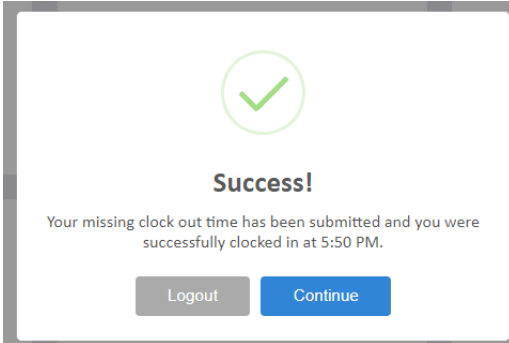 Success!
Your missing clock out time has been submitted and you were
successfully clocked in at 5:50 PM.
Logout
Continue